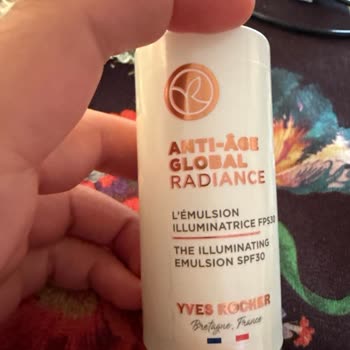 ANTI-ÂGE
GLOBAL
RADIANCE
L'ÉMULSION
ILLUMINATRICE FPS30
THE ILLUMINATING
EMULSION SPF30
YVES ROCHER
Bretagne, France